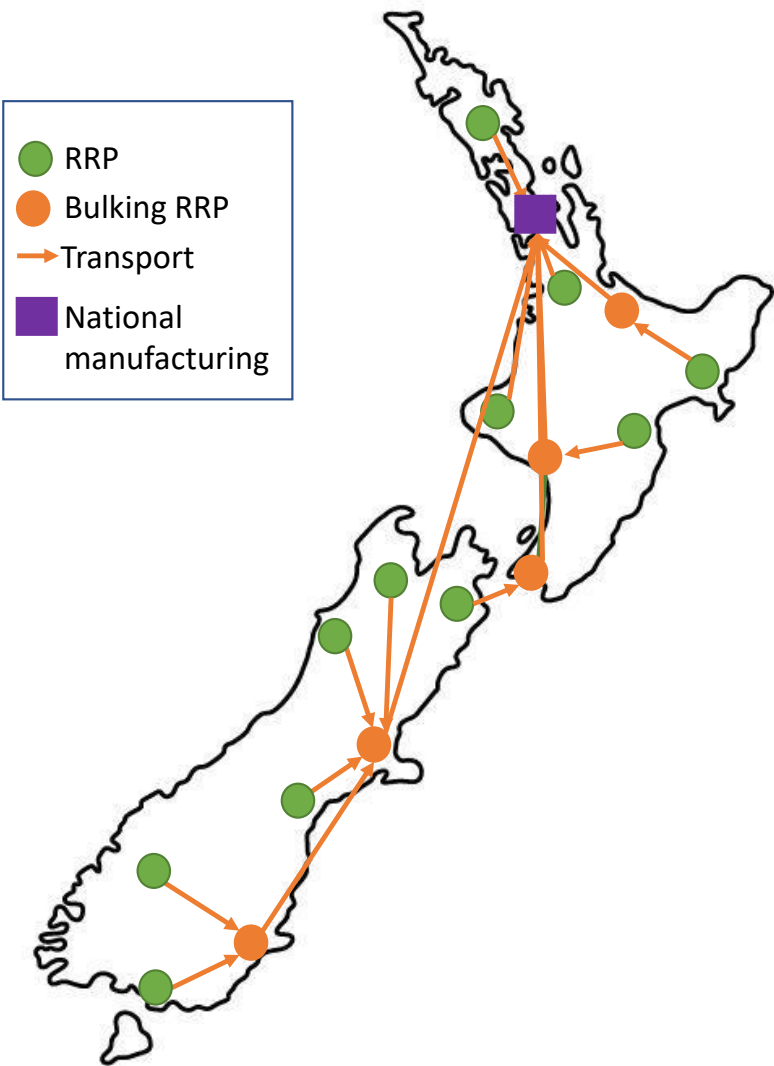 RRP
Bulking RRP
Transport
National
manufacturing